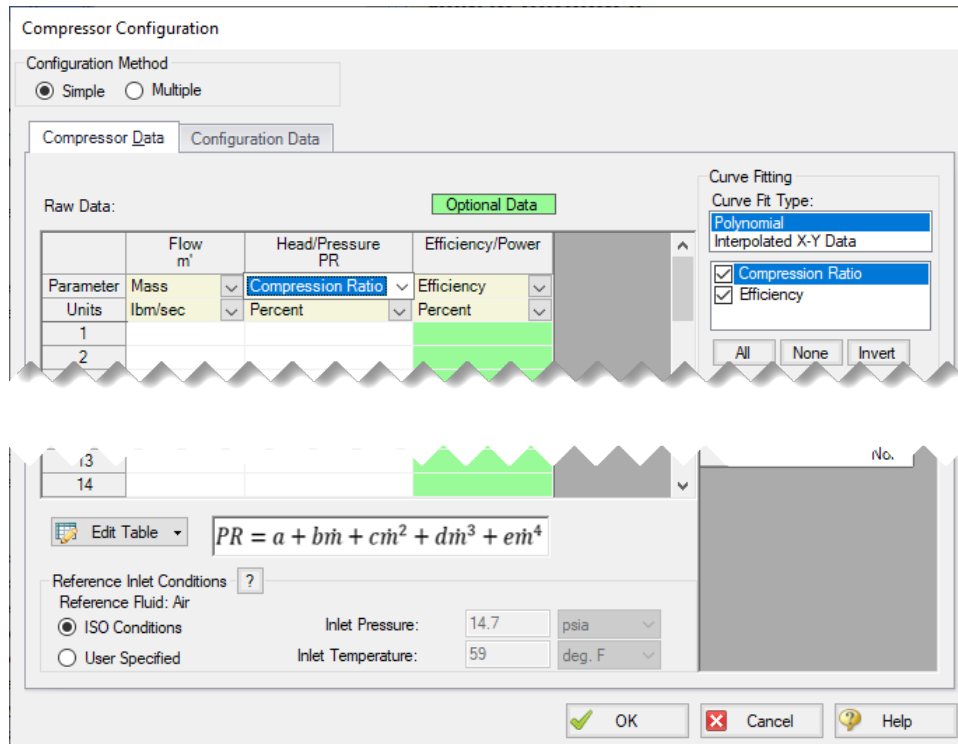 Compressor Configuration
Configuration Method
Simple Multiple
Compressor Data Configuration Data
Raw Data: Optional Data
Flow Head/Pressure Efficiency/Power
m' PR
Parameter Mass Compression Ratio Efficiency
Units lbm/sec Percent Percent
1
2
Curve Fitting
Curve Fit Type:
Polynomial
Interpolated X-Y Data
Compression Ratio
Efficiency
All None Invert
13
14
No.
Edit Table
PR = a + bṁ + cṁ² + dṁ³ + eṁ⁴
Reference Inlet Conditions ?
Reference Fluid: Air
ISO Conditions Inlet Pressure: 14.7 psia
User Specified Inlet Temperature: 59 deg. F
OK Cancel ? Help